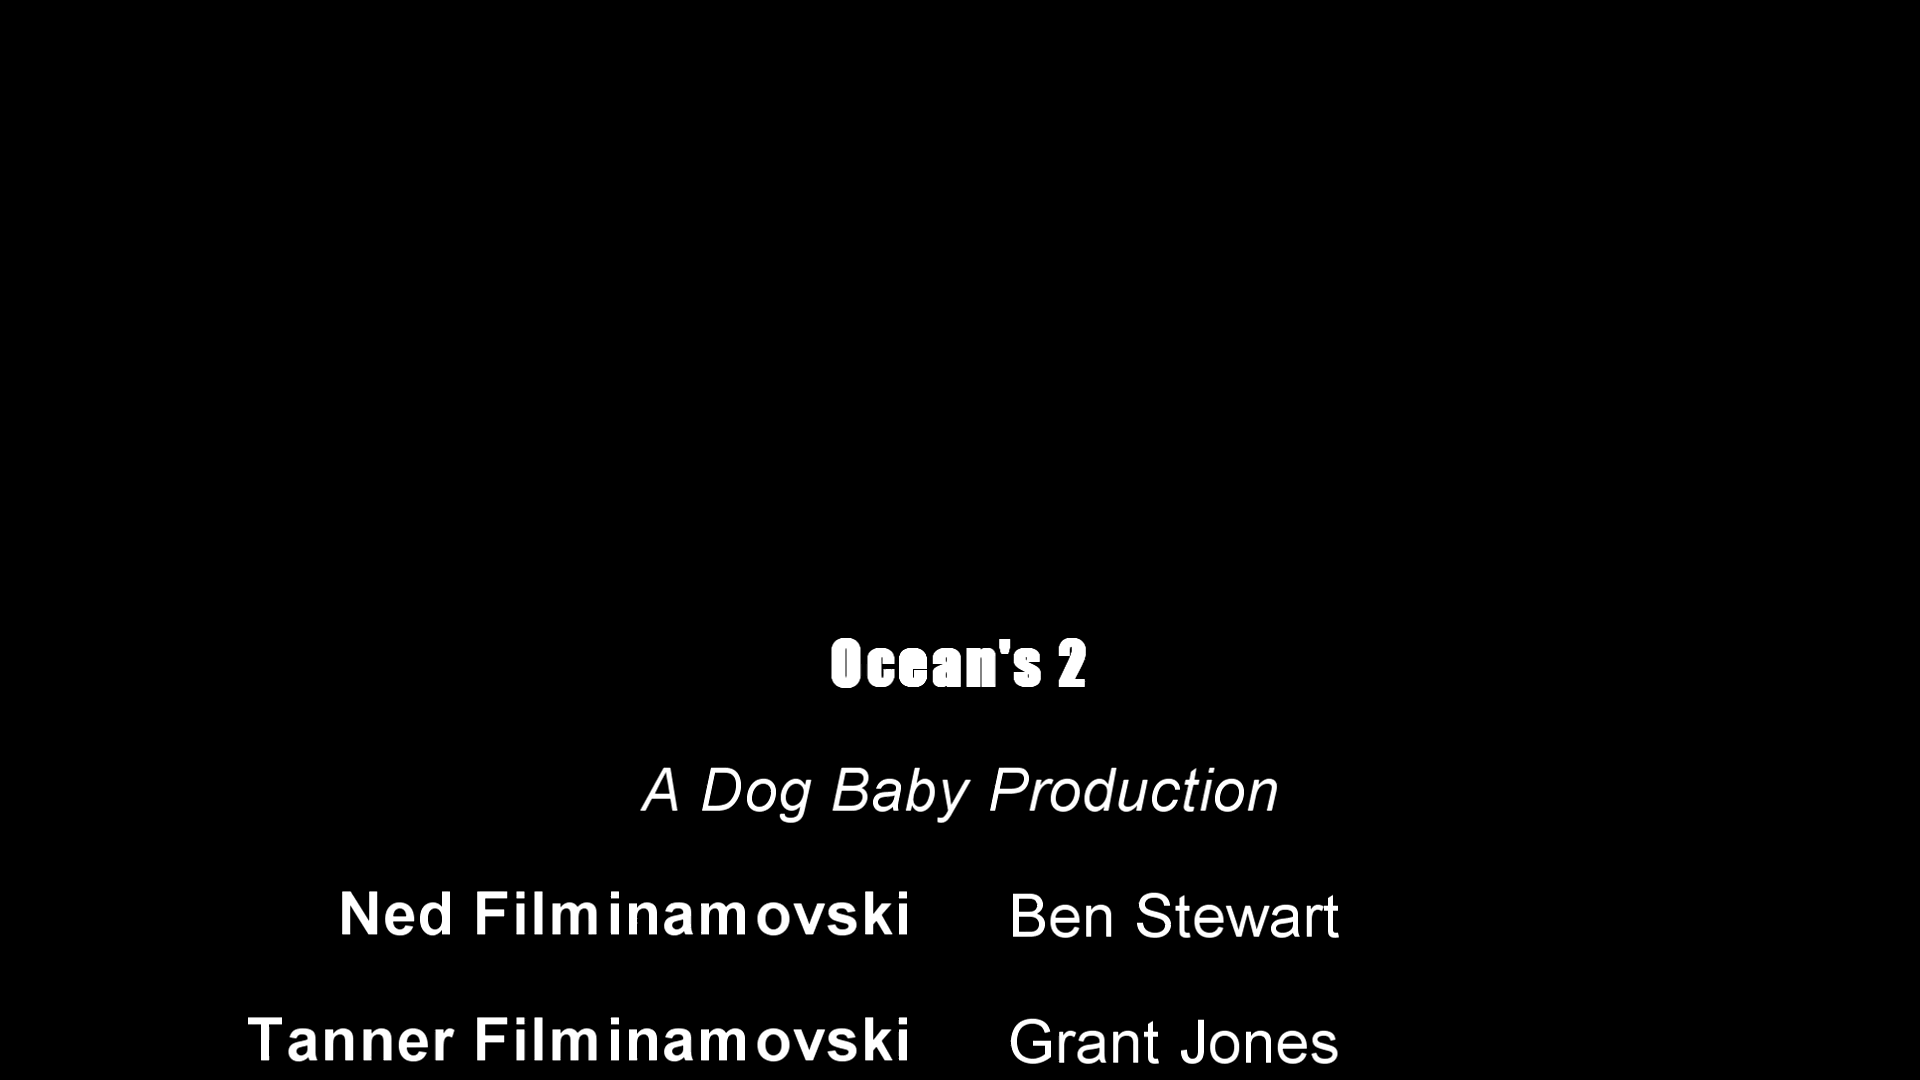 Ocean's 2
A Dog Baby Production
Ned Filminamovski Ben Stewart
Tanner Filminamovski Grant Jones